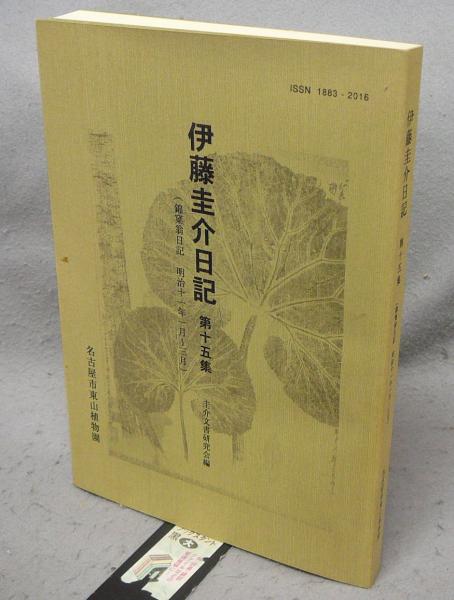 ISSN 1883-2016
伊藤圭介日記 第十五集
(錦窠翁日記 明治十一年一月~三月)
圭介文書研究会編
名古屋市東山植物園
伊藤圭介日記 第十五集